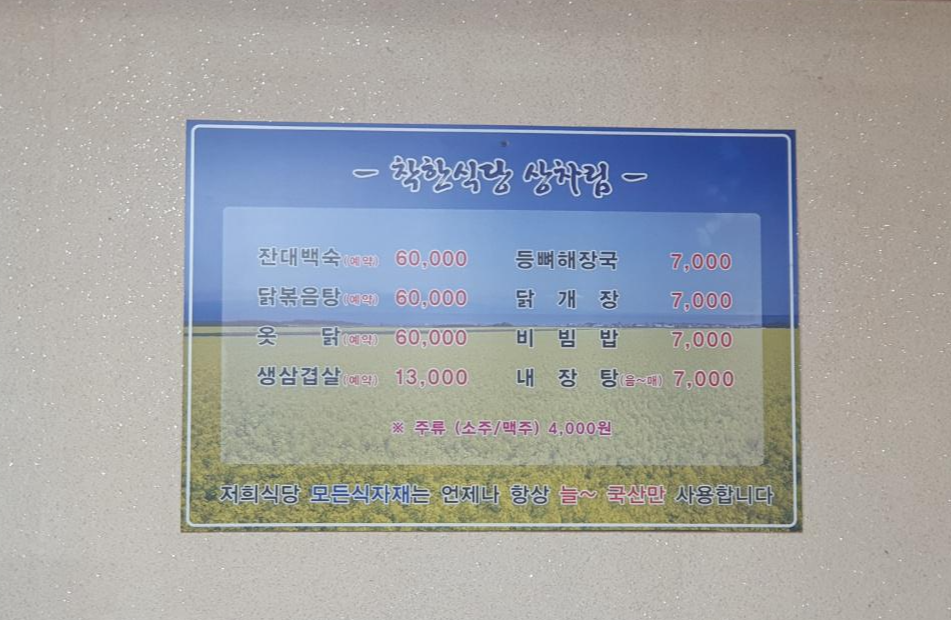 - 착한식당 상차림 -
잔대백숙(예약) 60,000 등뼈해장국 7,000
닭볶음탕(예약) 60,000 닭 개 장 7,000
옷 닭(예약) 60,000 비 빔 밥 7,000
생삼겹살(예약) 13,000 내 장 탕(음~매) 7,000
※ 주류 (소주/맥주) 4,000원
저희식당 모든식자재는 언제나 항상 늘~ 국산만 사용합니다